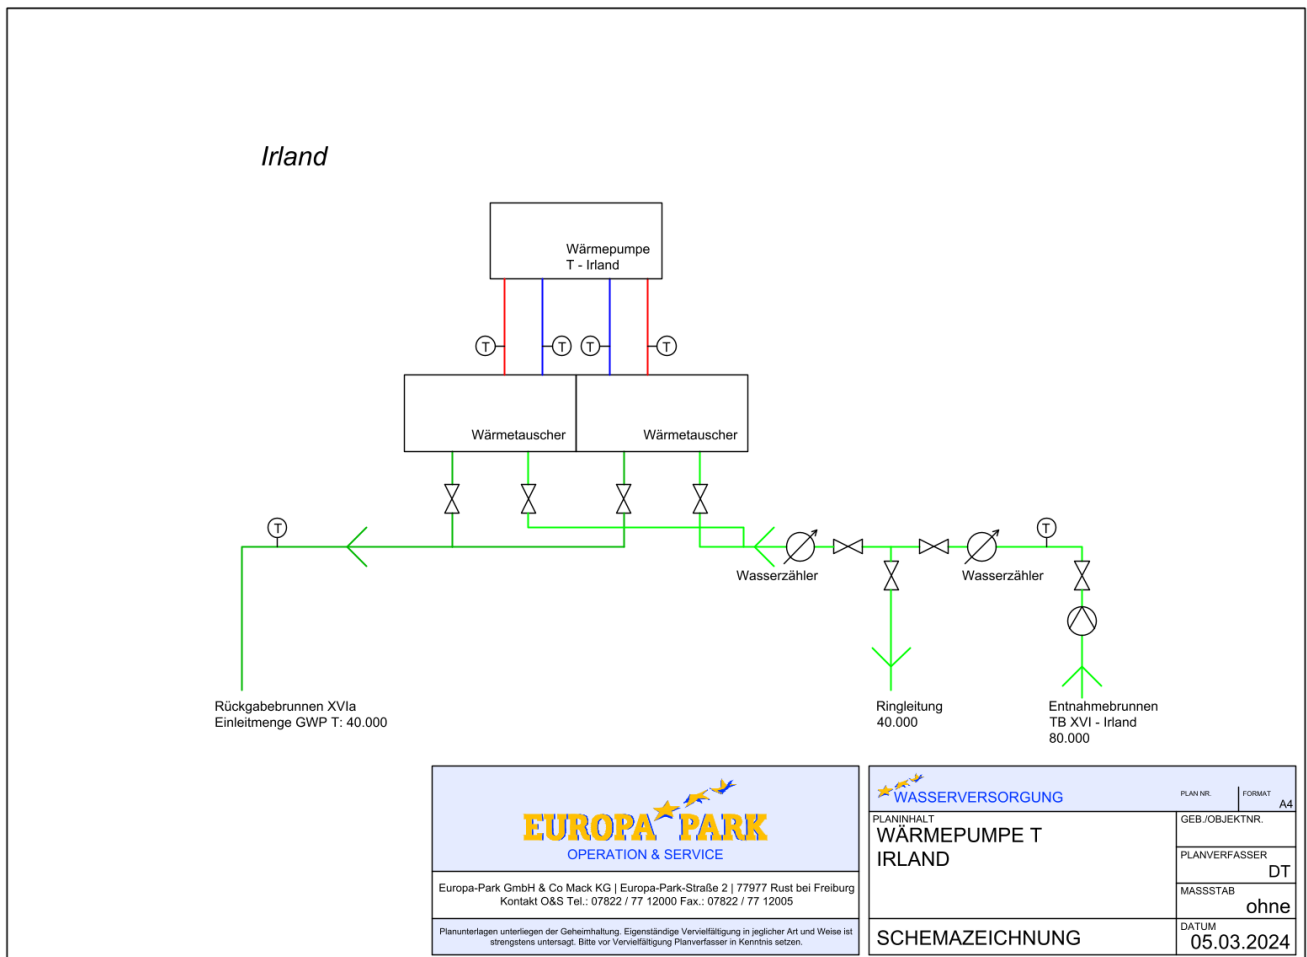 Irland
Wärmepumpe
T - Irland
T
T
T
T
Wärmetauscher
Wärmetauscher
T
T
Wasserzähler
Wasserzähler
Rückgabebrunnen XVIa
Einleitmenge GWP T: 40.000
Ringleitung
40.000
Entnahmebrunnen
TB XVI - Irland
80.000
EUROPA PARK
OPERATION & SERVICE
Europa-Park GmbH & Co Mack KG | Europa-Park-Straße 2 | 77977 Rust bei Freiburg
Kontakt O&S Tel.: 07822 / 77 12000 Fax.: 07822 / 77 12005
Planunterlagen unterliegen der Geheimhaltung. Eigenständige Vervielfältigung in jeglicher Art und Weise ist
strengstens untersagt. Bitte vor Vervielfältigung Planverfasser in Kenntnis setzen.
WASSERVERSORGUNG
PLAN NR.
FORMAT
A4
PLANINHALT
WÄRMEPUMPE T
IRLAND
GEB./OBJEKTNR.
PLANVERFASSER
DT
MASSSTAB
ohne
SCHEMAZEICHNUNG
DATUM
05.03.2024